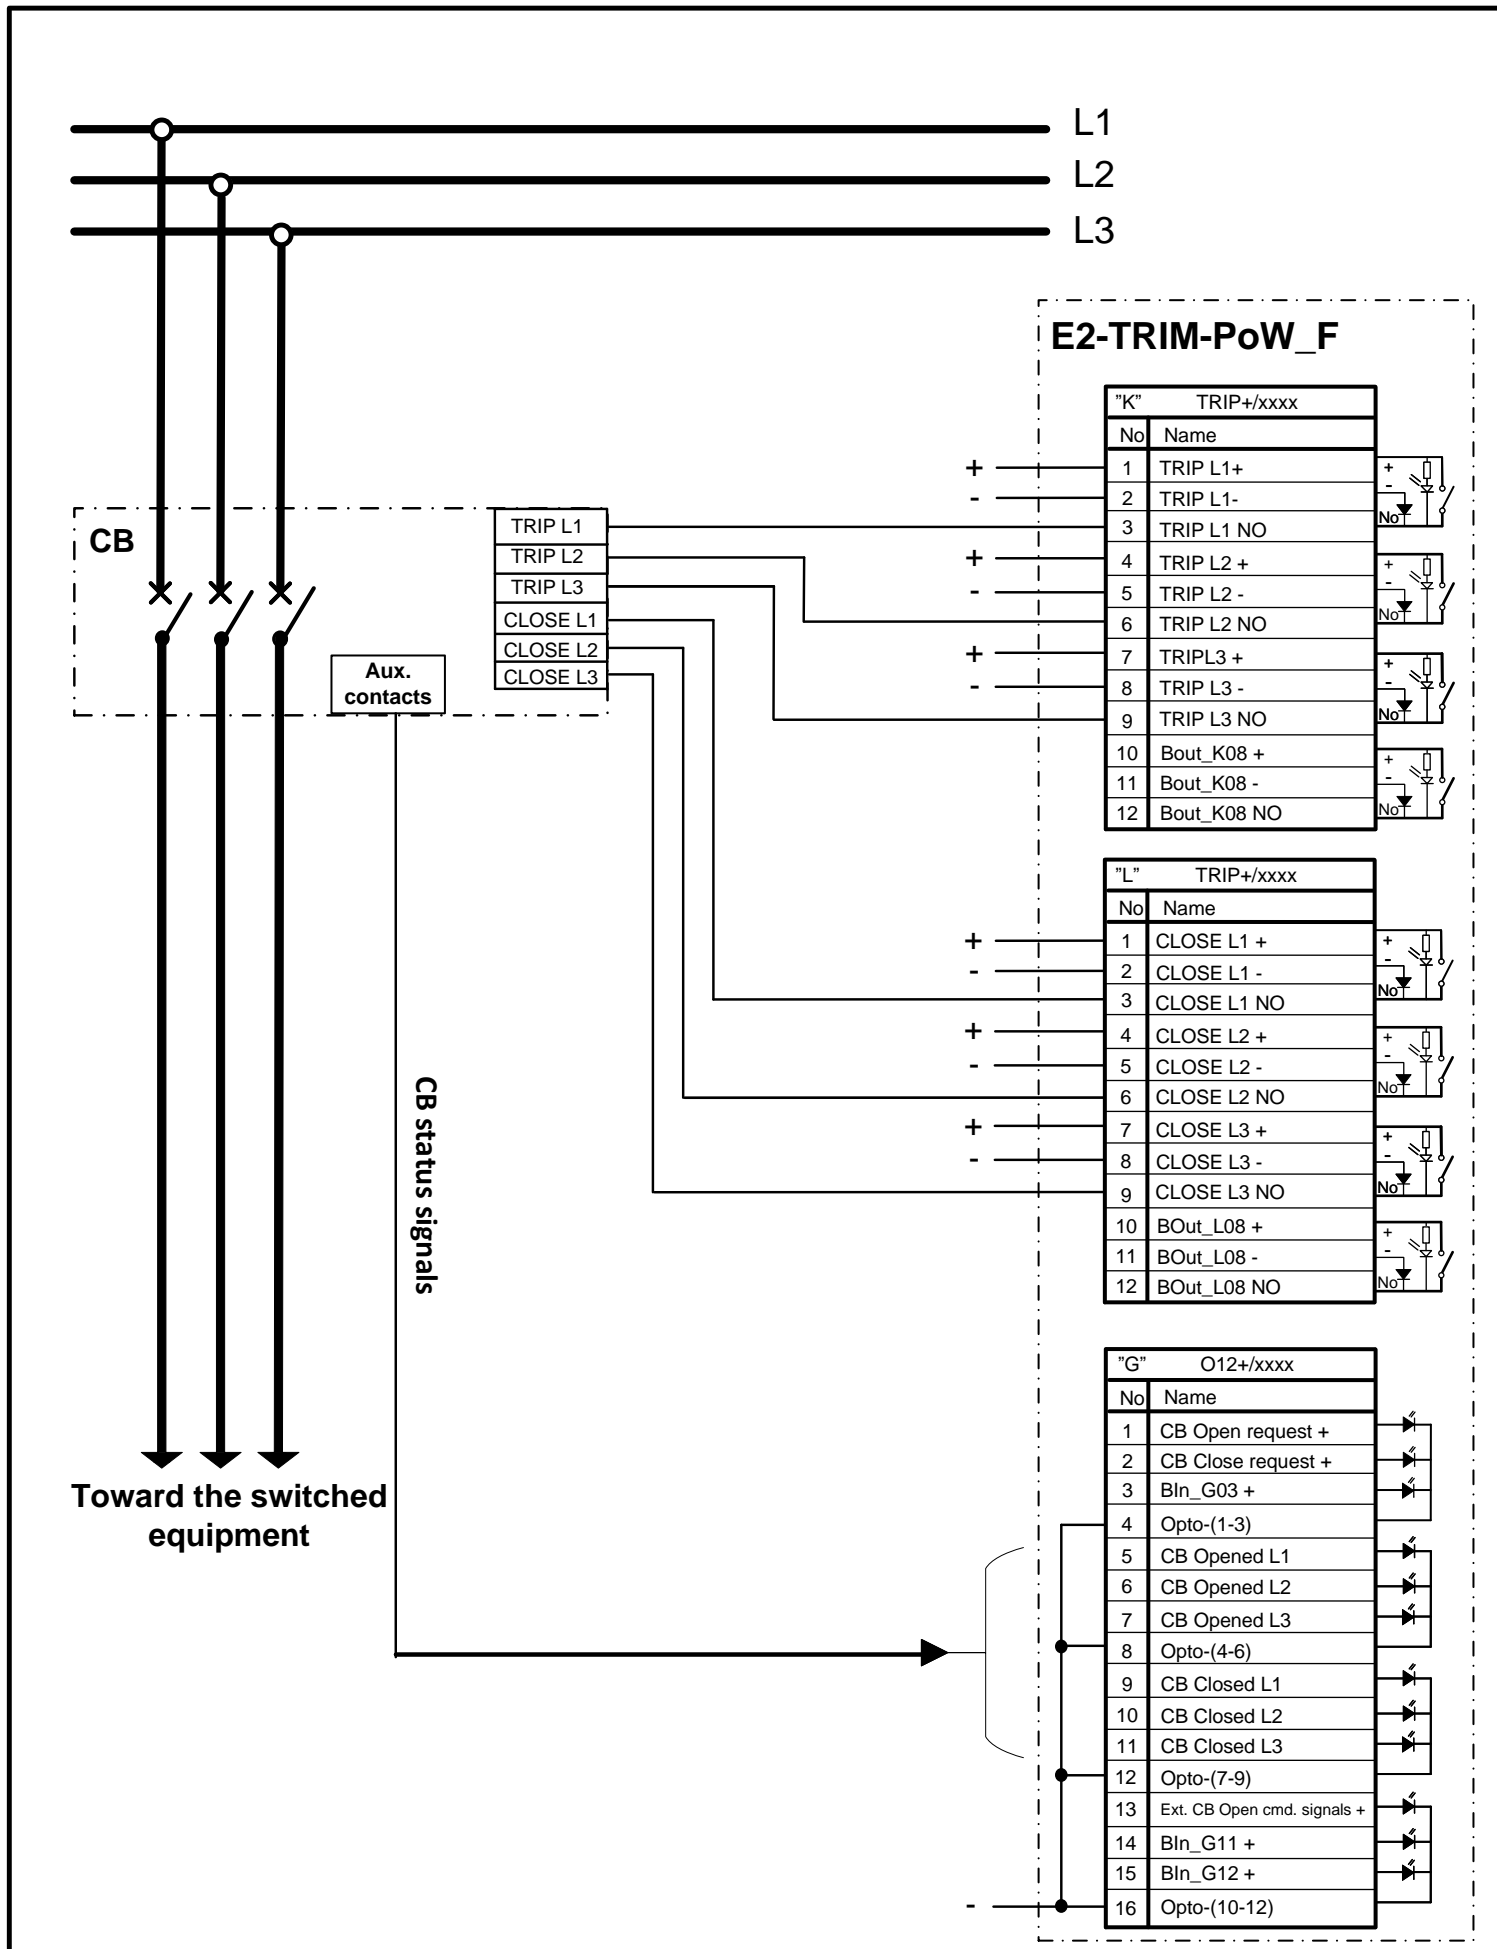 L1
L2
L3
E2-TRIM-PoW_F
CB
TRIP L1
TRIP L2
TRIP L3
CLOSE L1
CLOSE L2
CLOSE L3
Aux.
contacts
CB status signals
Toward the switched
equipment
"K" TRIP+/xxxx
No Name
+ 1 TRIP L1+ +
- 2 TRIP L1- -
3 TRIP L1 NO No
+ 4 TRIP L2 + +
- 5 TRIP L2 - -
6 TRIP L2 NO No
+ 7 TRIPL3 + +
- 8 TRIP L3 - -
9 TRIP L3 NO No
10 Bout_K08 + +
11 Bout_K08 - -
12 Bout_K08 NO No
"L" TRIP+/xxxx
No Name
+ 1 CLOSE L1 + +
- 2 CLOSE L1 - -
3 CLOSE L1 NO No
+ 4 CLOSE L2 + +
- 5 CLOSE L2 - -
6 CLOSE L2 NO No
+ 7 CLOSE L3 + +
- 8 CLOSE L3 - -
9 CLOSE L3 NO No
10 BOut_L08 + +
11 BOut_L08 - -
12 BOut_L08 NO No
"G" O12+/xxxx
No Name
1 CB Open request +
2 CB Close request +
3 BIn_G03 +
4 Opto-(1-3)
5 CB Opened L1
6 CB Opened L2
7 CB Opened L3
8 Opto-(4-6)
9 CB Closed L1
10 CB Closed L2
11 CB Closed L3
12 Opto-(7-9)
13 Ext. CB Open cmd. signals +
14 BIn_G11 +
15 BIn_G12 +
- 16 Opto-(10-12)